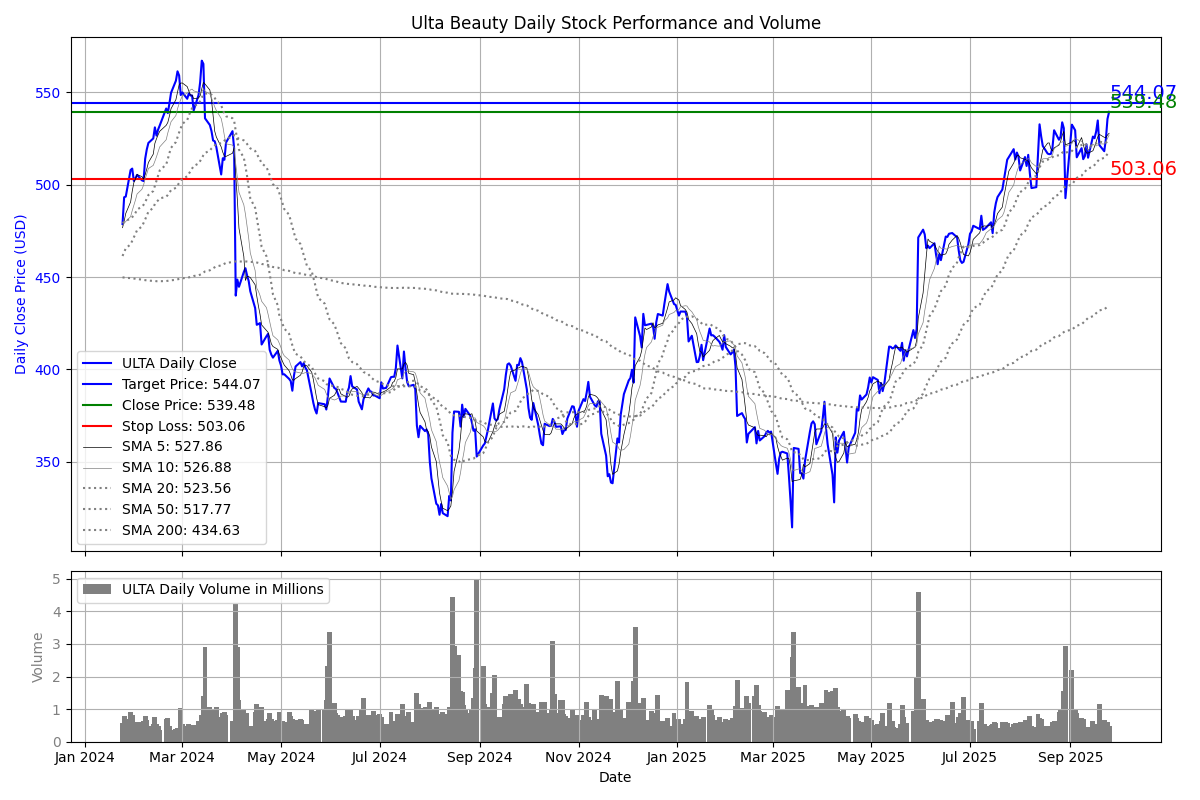 Ulta Beauty Daily Stock Performance and Volume
Daily Close Price (USD)
550
500
450
400
350
544.07
539.48
503.06
ULTA Daily Close
Target Price: 544.07
Close Price: 539.48
Stop Loss: 503.06
SMA 5: 527.86
SMA 10: 526.88
SMA 20: 523.56
SMA 50: 517.77
SMA 200: 434.63
Volume
5
4
3
2
1
0
ULTA Daily Volume in Millions
Jan 2024
Mar 2024
May 2024
Jul 2024
Sep 2024
Nov 2024
Jan 2025
Mar 2025
May 2025
Jul 2025
Sep 2025
Date